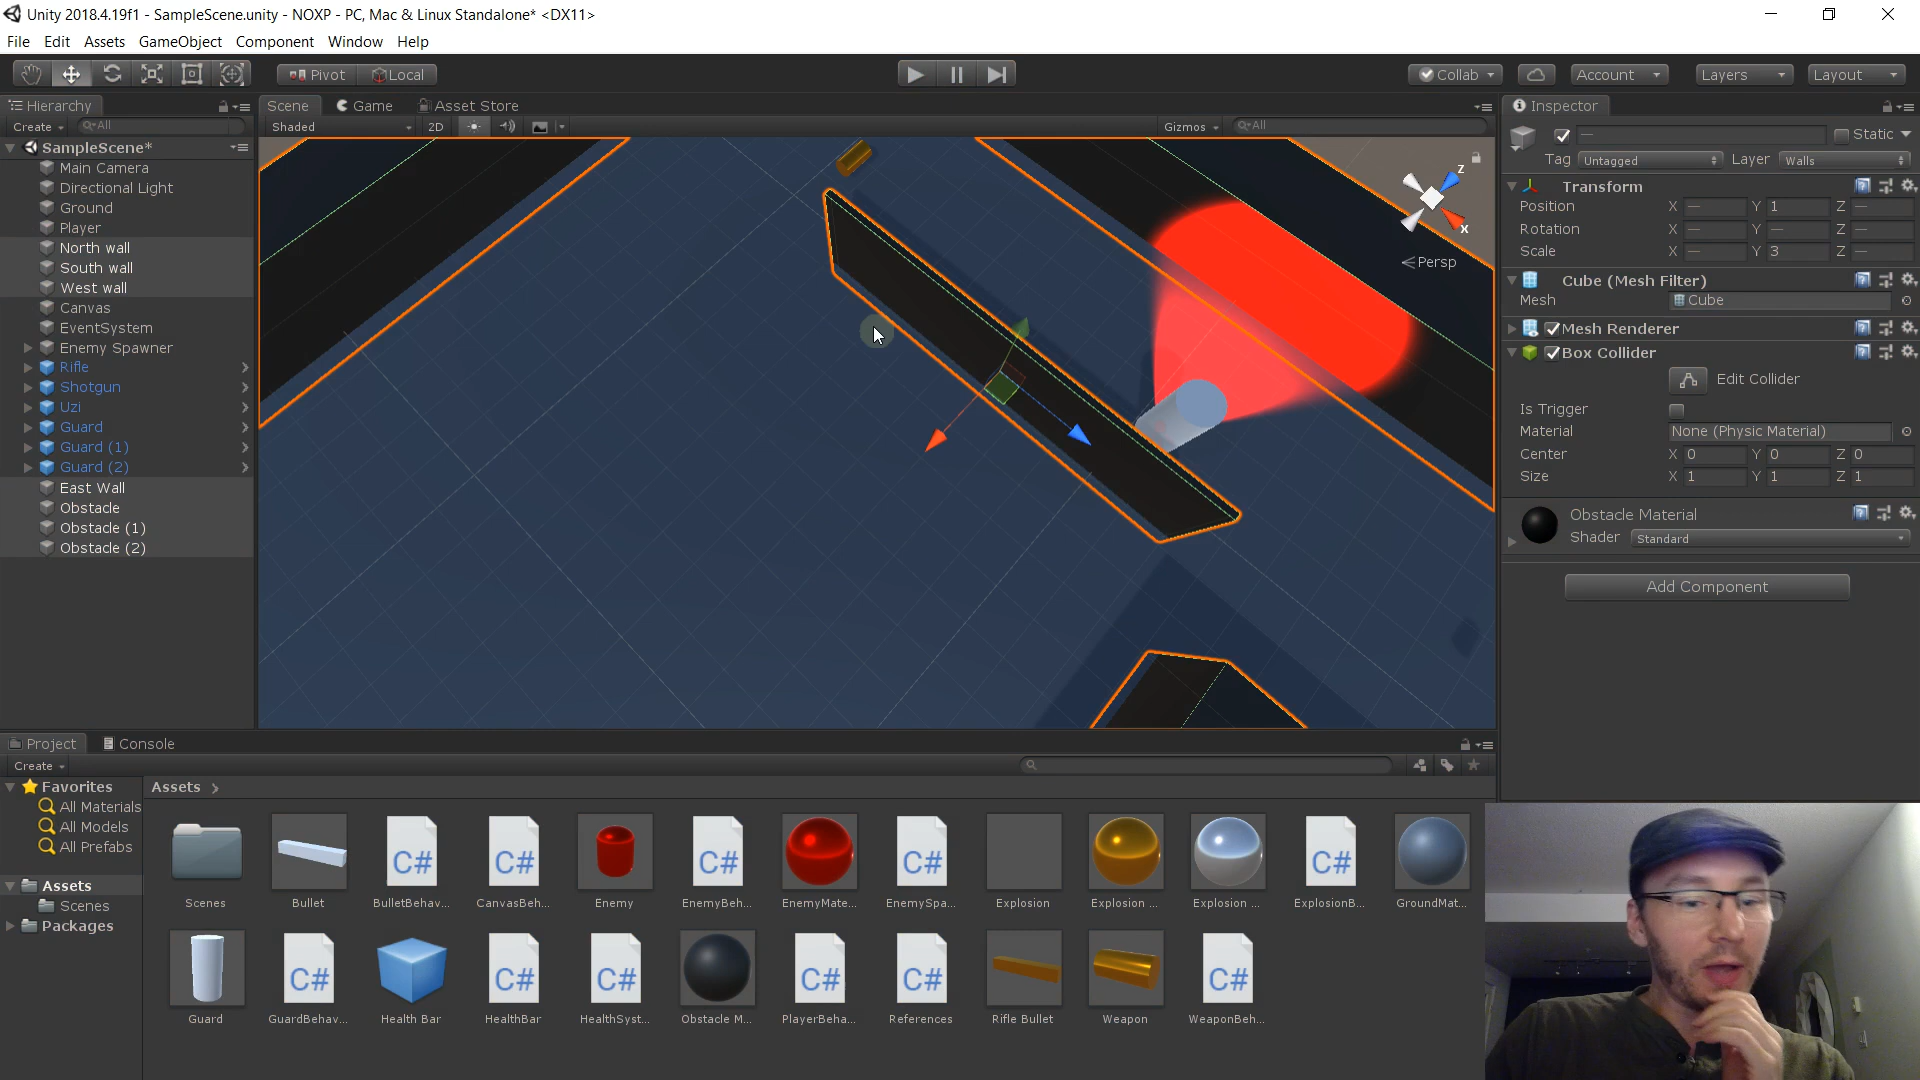 Unity 2018.4.19f1 - SampleScene.unity - NOXP - PC, Mac & Linux Standalone* <DX11>
File Edit Assets GameObject Component Window Help
Pivot Local Collab Account Layers Layout
Hierarchy
Create All
SampleScene*
Main Camera
Directional Light
Ground
Player
North wall
South wall
West wall
Canvas
EventSystem
Enemy Spawner
Rifle
Shotgun
Uzi
Guard
Guard (1)
Guard (2)
East Wall
Obstacle
Obstacle (1)
Obstacle (2)
Scene Game Asset Store
Shaded 2D Gizmos All
z
x
Persp
Inspector
— Static
Tag Untagged Layer Walls
Transform
Position X — Y 1 Z —
Rotation X — Y — Z —
Scale X — Y 3 Z —
Cube (Mesh Filter)
Mesh Cube
Mesh Renderer
Box Collider
Edit Collider
Is Trigger
Material None (Physic Material)
Center X 0 Y 0 Z 0
Size X 1 Y 1 Z 1
Obstacle Material
Shader Standard
Add Component
Project Console
Create
Favorites
All Materials
All Models
All Prefabs
Assets
Scenes
Packages
Assets
C# C# C# C# C#
Scenes Bullet BulletBehav... CanvasBeh... Enemy EnemyBeh... EnemyMate... EnemySpa... Explosion Explosion ... Explosion ... ExplosionB... GroundMat...
C# C# C# C# C# C#
Guard GuardBehav... Health Bar HealthBar HealthSyst... Obstacle M... PlayerBeha... References Rifle Bullet Weapon WeaponBeh...